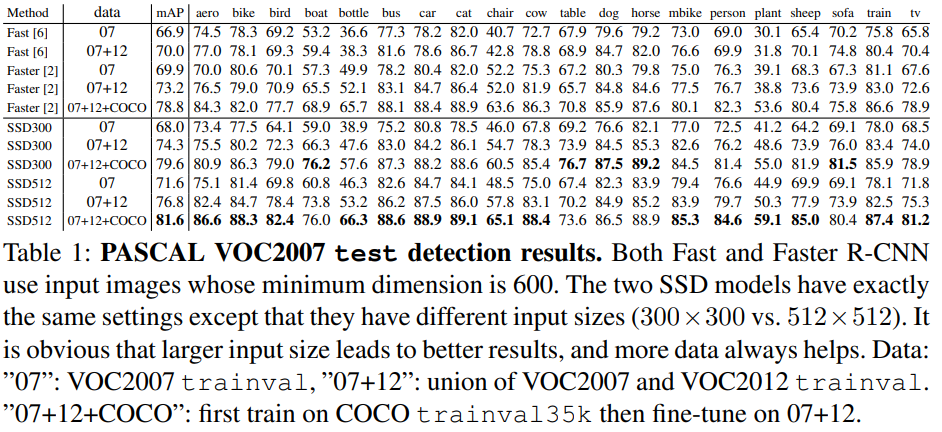 Method data mAP aero bike bird boat bottle bus car cat chair cow table dog horse mbike person plant sheep sofa train tv
Fast [6] 07 66.9 74.5 78.3 69.2 53.2 36.6 77.3 78.2 82.0 40.7 72.7 67.9 79.6 79.2 73.0 69.0 30.1 65.4 70.2 75.8 65.8
Fast [6] 07+12 70.0 77.0 78.1 69.3 59.4 38.3 81.6 78.6 86.7 42.8 78.8 68.9 84.7 82.0 76.6 69.9 31.8 70.1 74.8 80.4 70.4
Faster [2] 07 69.9 70.0 80.6 70.1 57.3 49.9 78.2 80.4 82.0 52.2 75.3 67.2 80.3 79.8 75.0 76.3 39.1 68.3 67.3 81.1 67.6
Faster [2] 07+12 73.2 76.5 79.0 70.9 65.5 52.1 83.1 84.7 86.4 52.0 81.9 65.7 84.8 84.6 77.5 76.7 38.8 73.6 73.9 83.0 72.6
Faster [2] 07+12+COCO 78.8 84.3 82.0 77.7 68.9 65.7 88.1 88.4 88.9 63.6 86.3 70.8 85.9 87.6 80.1 82.3 53.6 80.4 75.8 86.6 78.9
SSD300 07 68.0 73.4 77.5 64.1 59.0 38.9 75.2 80.8 78.5 46.0 67.8 69.2 76.6 82.1 77.0 72.5 41.2 64.2 69.1 78.0 68.5
SSD300 07+12 74.3 75.5 80.2 72.3 66.3 47.6 83.0 84.2 86.1 54.7 78.3 73.9 84.5 85.3 82.6 76.2 48.6 73.9 76.0 83.4 74.0
SSD300 07+12+COCO 79.6 80.9 86.3 79.0 76.2 57.6 87.3 88.2 88.6 60.5 85.4 76.7 87.5 89.2 84.5 81.4 55.0 81.9 81.5 85.9 78.9
SSD512 07 71.6 75.1 81.4 69.8 60.8 46.3 82.6 84.7 84.1 48.5 75.0 67.4 82.3 83.9 79.4 76.6 44.9 69.9 69.1 78.1 71.8
SSD512 07+12 76.8 82.4 84.7 78.4 73.8 53.2 86.2 87.5 86.0 57.8 83.1 70.2 84.9 85.2 83.9 79.7 50.3 77.9 73.9 82.5 75.3
SSD512 07+12+COCO 81.6 86.6 88.3 82.4 76.0 66.3 88.6 88.9 89.1 65.1 88.4 73.6 86.5 88.9 85.3 84.6 59.1 85.0 80.4 87.4 81.2
Table 1: PASCAL VOC2007 test detection results. Both Fast and Faster R-CNN
use input images whose minimum dimension is 600. The two SSD models have exactly
the same settings except that they have different input sizes (300×300 vs. 512×512). It
is obvious that larger input size leads to better results, and more data always helps. Data:
”07”: VOC2007 trainval, ”07+12”: union of VOC2007 and VOC2012 trainval.
”07+12+COCO”: first train on COCO trainval35k then fine-tune on 07+12.